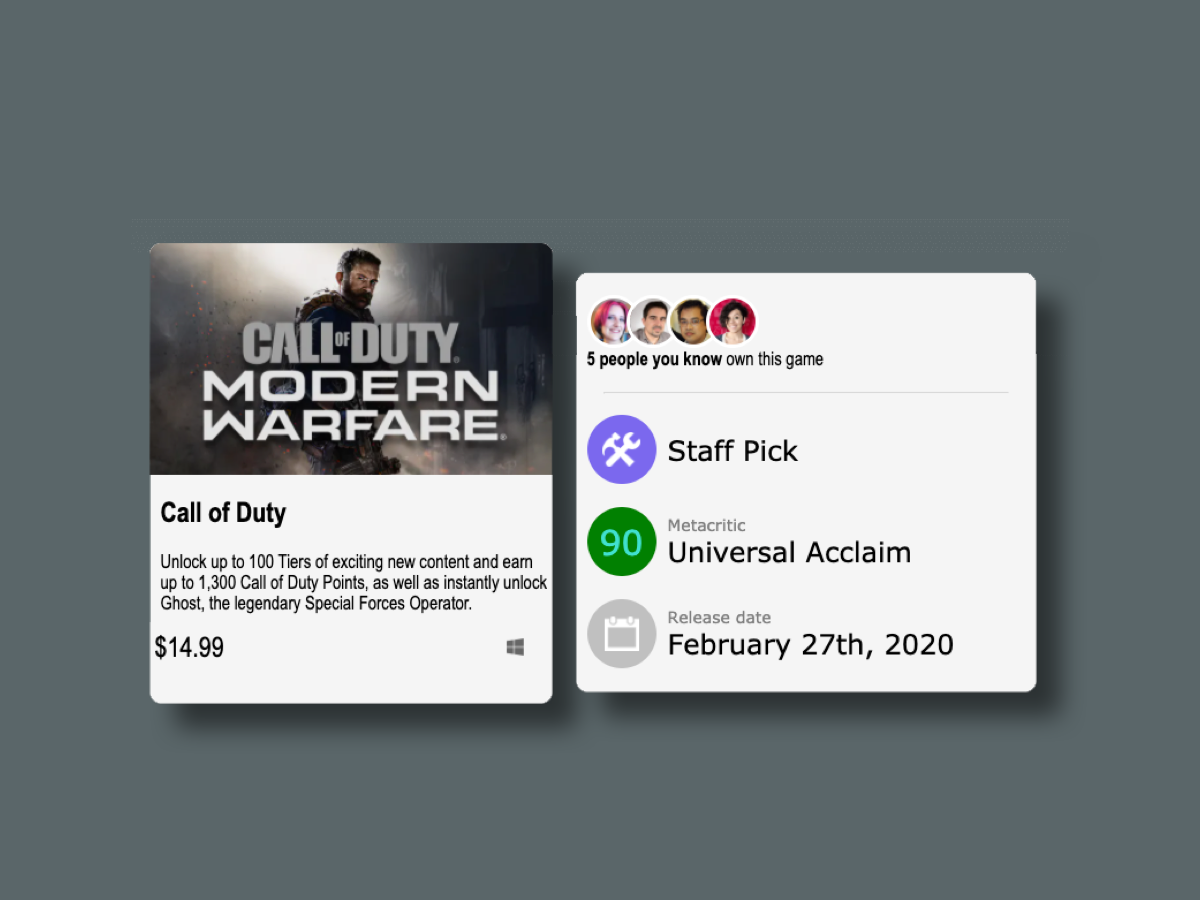 CALL OF DUTY®
MODERN
WARFARE®
Call of Duty
Unlock up to 100 Tiers of exciting new content and earn
up to 1,300 Call of Duty Points, as well as instantly unlock
Ghost, the legendary Special Forces Operator.
$14.99
5 people you know own this game
Staff Pick
90
Metacritic
Universal Acclaim
Release date
February 27th, 2020